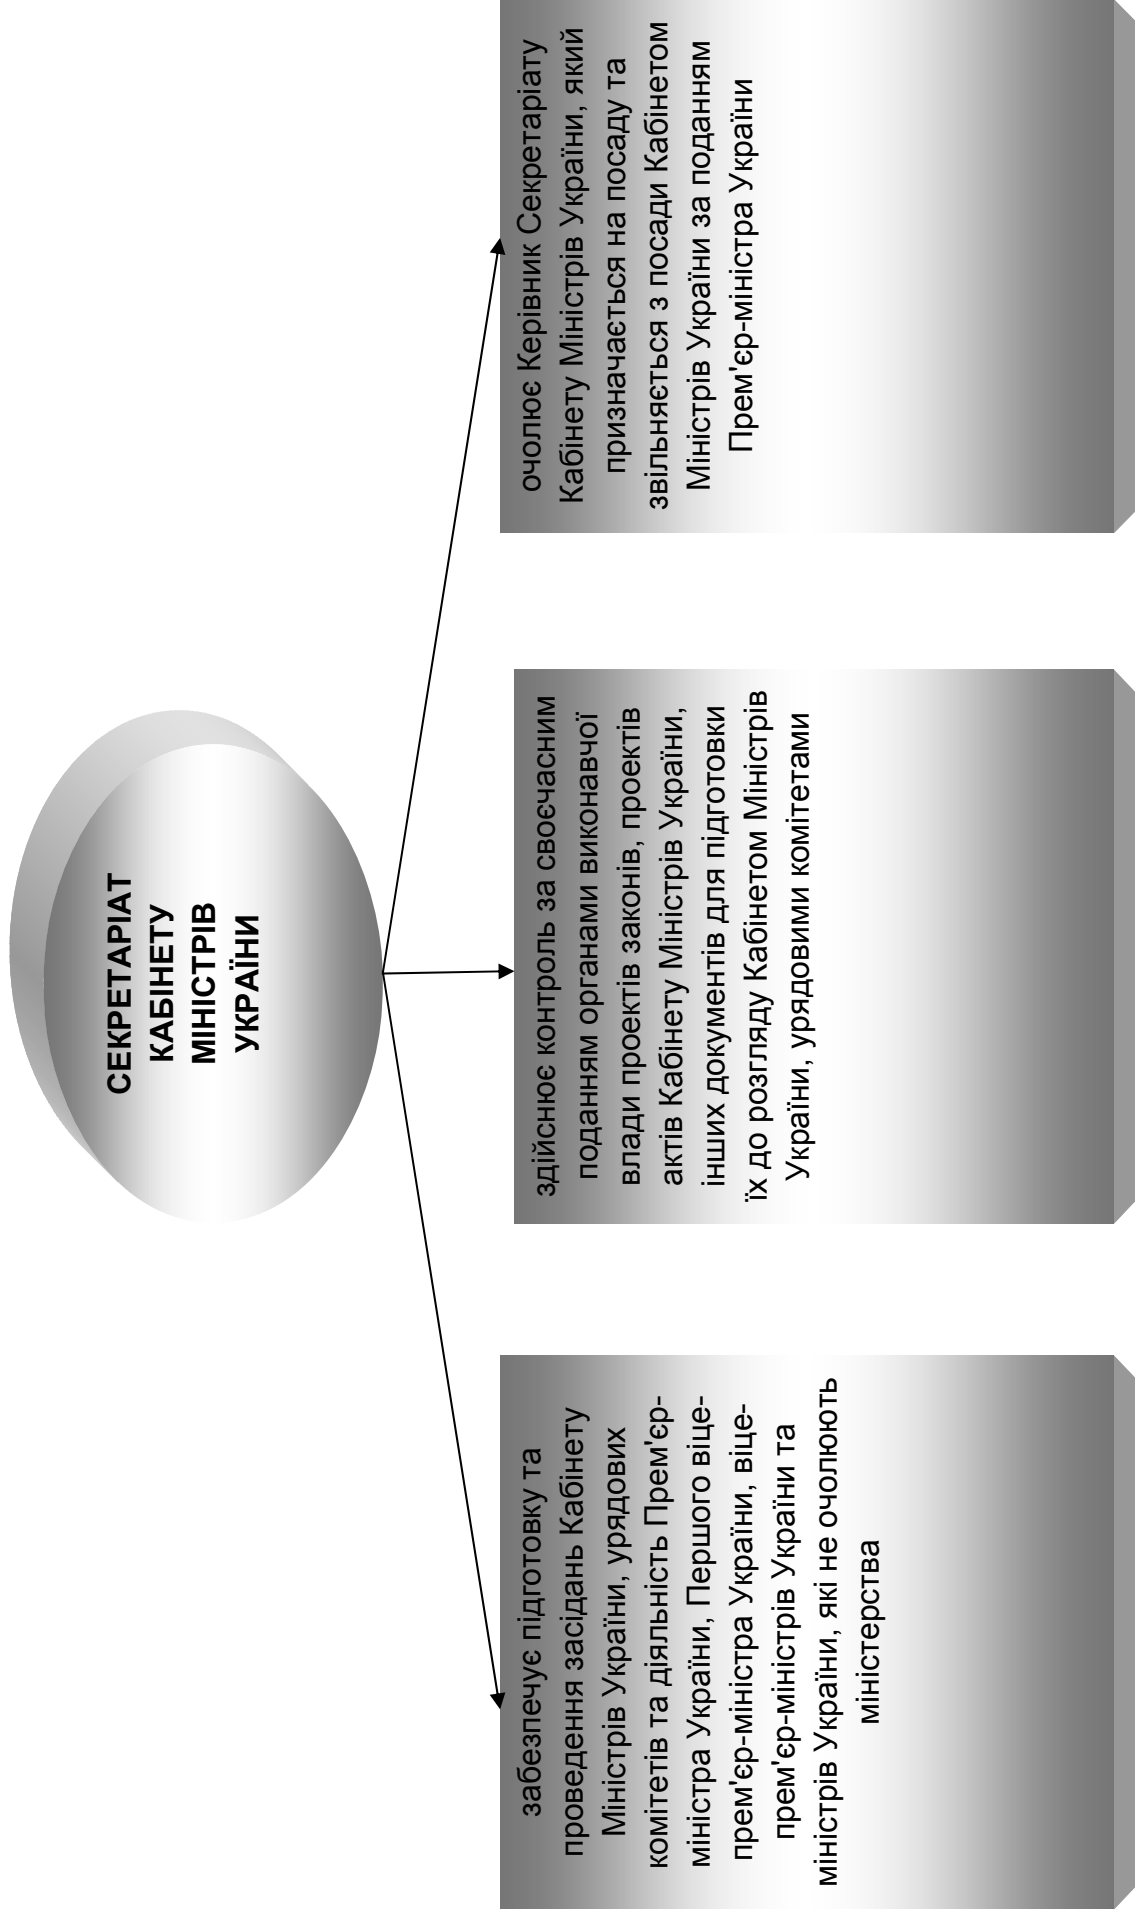 СЕКРЕТАРІАТ
КАБІНЕТУ
МІНІСТРІВ
УКРАЇНИ
забезпечує підготовку та
проведення засідань Кабінету
Міністрів України, урядових
комітетів та діяльність Прем'єр-
міністра України, Першого віце-
прем'єр-міністра України, віце-
прем'єр-міністрів України та
міністрів України, які не очолюють
міністерства
здійснює контроль за своєчасним
поданням органами виконавчої
влади проектів законів, проектів
актів Кабінету Міністрів України,
інших документів для підготовки
їх до розгляду Кабінетом Міністрів
України, урядовими комітетами
очолює Керівник Секретаріату
Кабінету Міністрів України, який
призначається на посаду та
звільняється з посади Кабінетом
Міністрів України за поданням
Прем'єр-міністра України